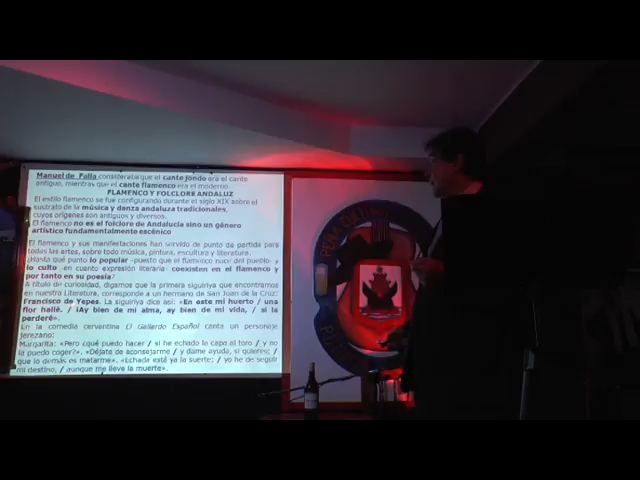 Manuel de Falla consideraba que el cante jondo era el cante
antiguo, mientras que el cante flamenco era el moderno.
FLAMENCO Y FOLCLORE ANDALUZ
El estilo flamenco se fue configurando durante el siglo XIX sobre el
sustrato de la música y danza andaluza tradicionales,
cuyos orígenes son antiguos y diversos.
El flamenco no es el folclore de Andalucía sino un género
artístico fundamentalmente escénico
El flamenco y sus manifestaciones han servido de punto de partida para
todas las artes, sobre todo música, pintura, escultura y literatura.
¿Hasta qué punto lo popular -puesto que el flamenco nace del pueblo- y
lo culto -en cuanto expresión literaria- coexisten en el flamenco y
por tanto en su poesía?
A título de curiosidad, digamos que la primera siguiriya que encontramos
en nuestra Literatura, corresponde a un hermano de San Juan de la Cruz:
Francisco de Yepes. La siguiriya dice así: «En este mi huerto / una
flor hallé. / ¡Ay bien de mi alma, ay bien de mi vida, / si la
perderé».
En la comedia cervantina El Gallardo Español canta un personaje
jerezano:
Margarita: «Pero ¿qué puedo hacer / si he echado la capa al toro / y no
la puedo coger?». «Déjate de aconsejarme / y dame ayuda, si quieres; /
que lo demás es matarme». «Echada está ya la suerte; / yo he de seguir
mi destino, / aunque me lleve la muerte».
PEÑA